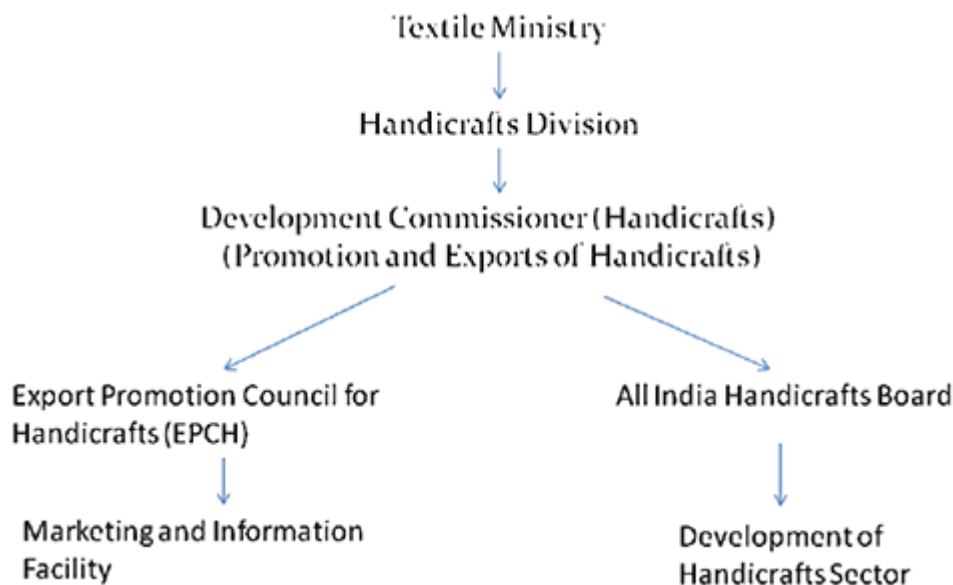 Textile Ministry
Handicrafts Division
Development Commissioner (Handicrafts)
(Promotion and Exports of Handicrafts)
Export Promotion Council for
Handicrafts (EPCH)
All India Handicrafts Board
Marketing and Information
Facility
Development of
Handicrafts Sector